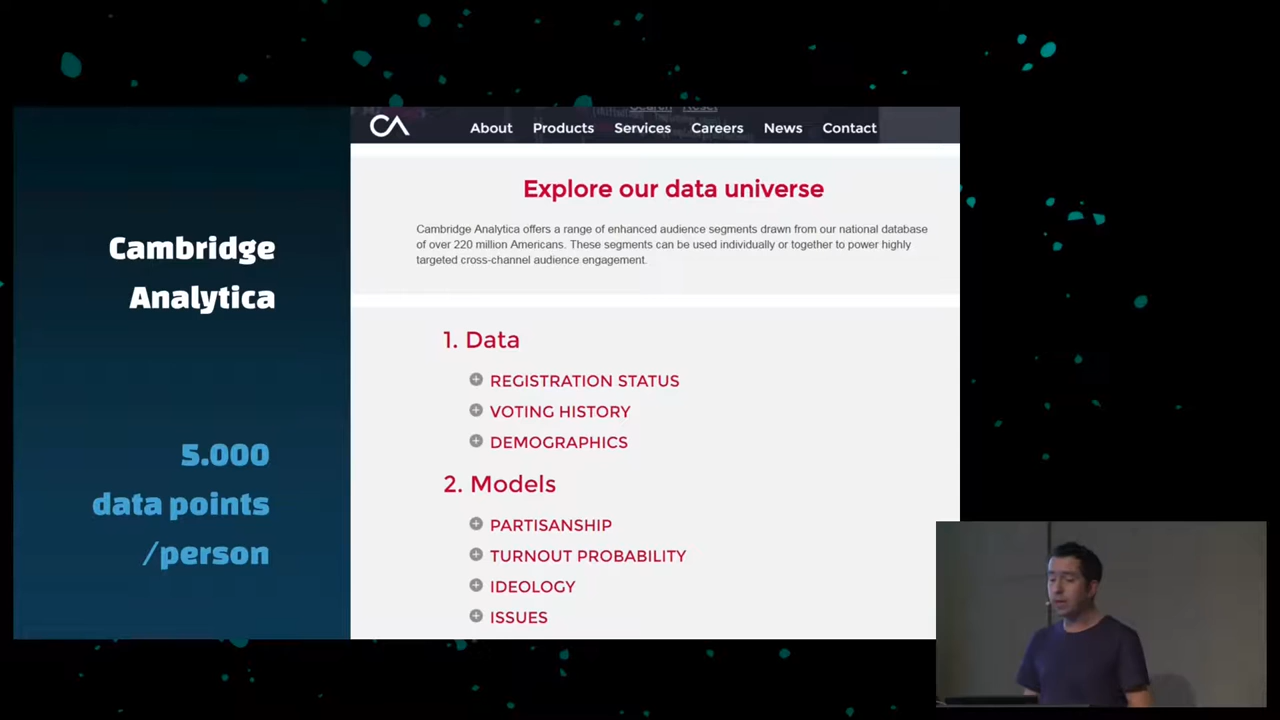 Cambridge
Analytica
5.000
data points
/person
Search Reset
CA
About Products Services Careers News Contact
Explore our data universe
Cambridge Analytica offers a range of enhanced audience segments drawn from our national database
of over 220 million Americans. These segments can be used individually or together to power highly
targeted cross-channel audience engagement.
1. Data
REGISTRATION STATUS
VOTING HISTORY
DEMOGRAPHICS
2. Models
PARTISANSHIP
TURNOUT PROBABILITY
IDEOLOGY
ISSUES